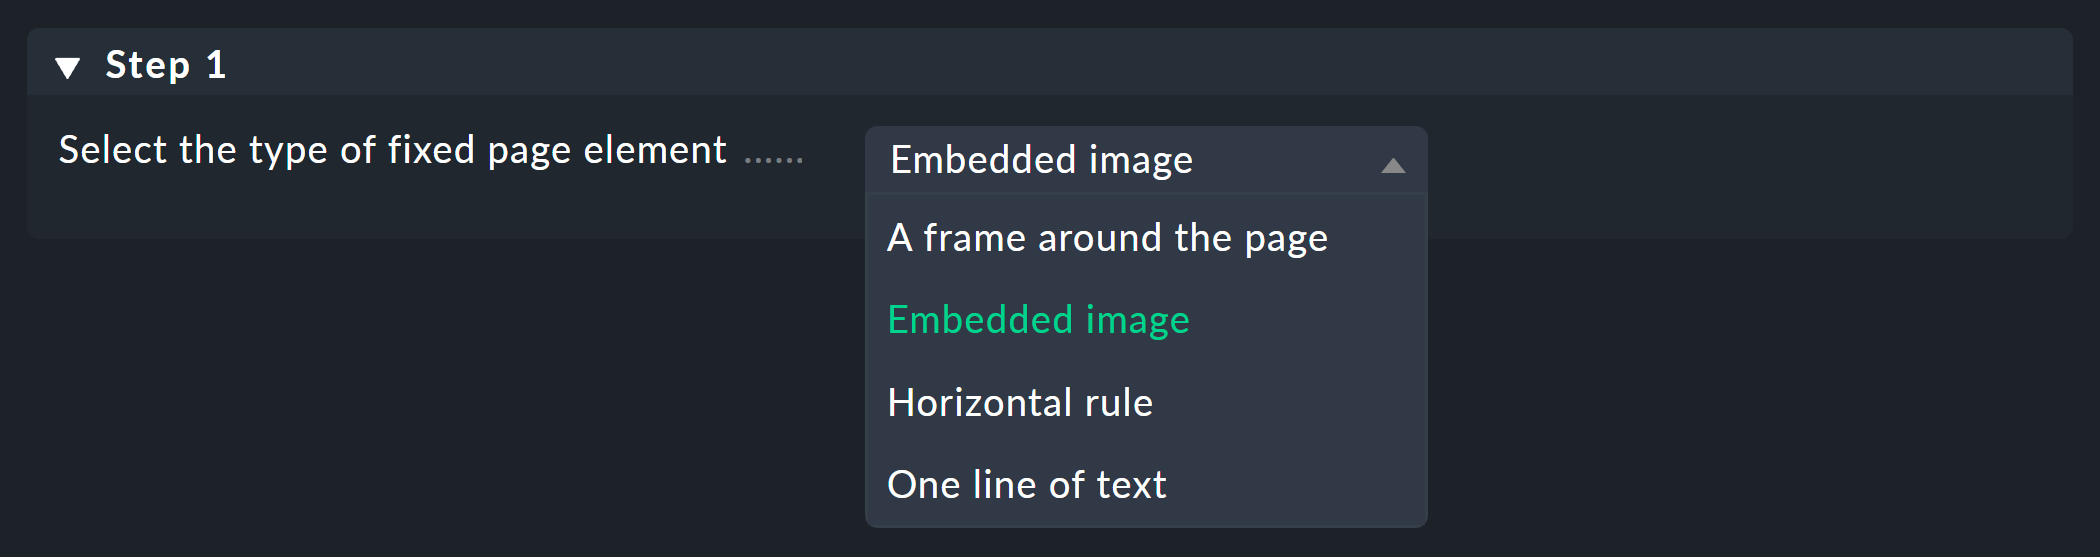 Step 1
Select the type of fixed page element ......
Embedded image
A frame around the page
Embedded image
Horizontal rule
One line of text